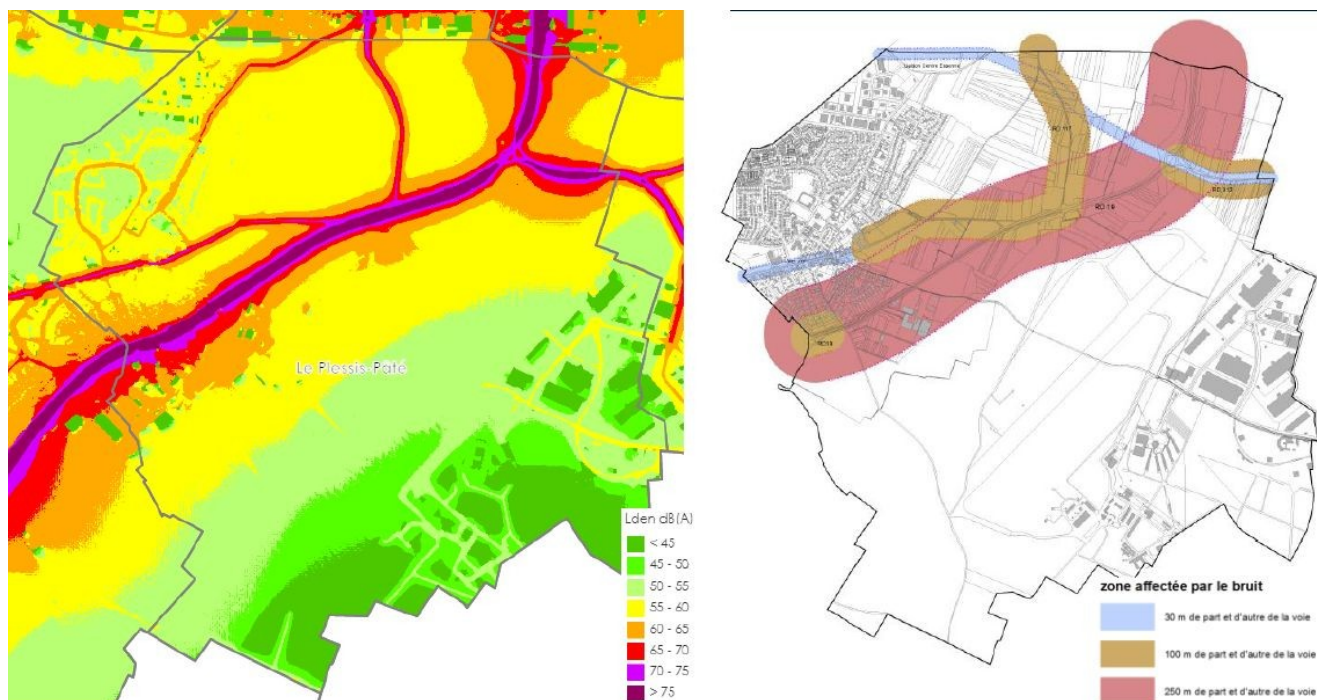 Le Plessis-Pâté
Lden dB(A)
< 45
45 - 50
50 - 55
55 - 60
60 - 65
65 - 70
70 - 75
> 75
RD 117
RD 19
zone affectée par le bruit
30 m de part et d'autre de la voie
100 m de part et d'autre de la voie
250 m de part et d'autre de la voie